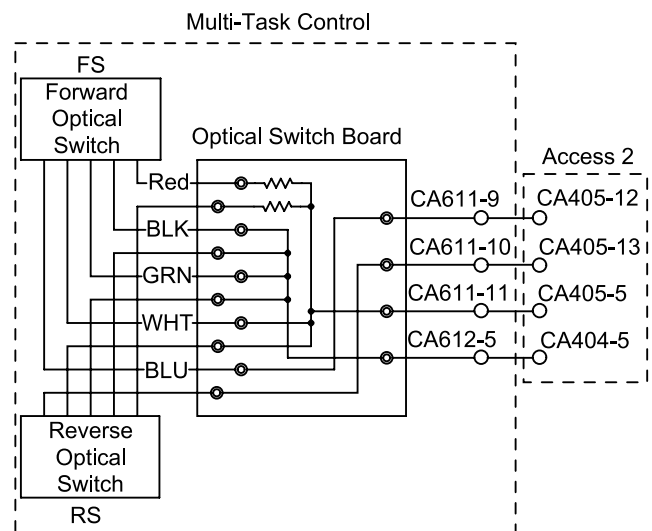 Multi-Task Control
FS
Forward
Optical
Switch
Optical Switch Board
Access 2
Red
BLK
GRN
WHT
BLU
CA611-9
CA405-12
CA611-10
CA405-13
CA611-11
CA405-5
CA612-5
CA404-5
Reverse
Optical
Switch
RS